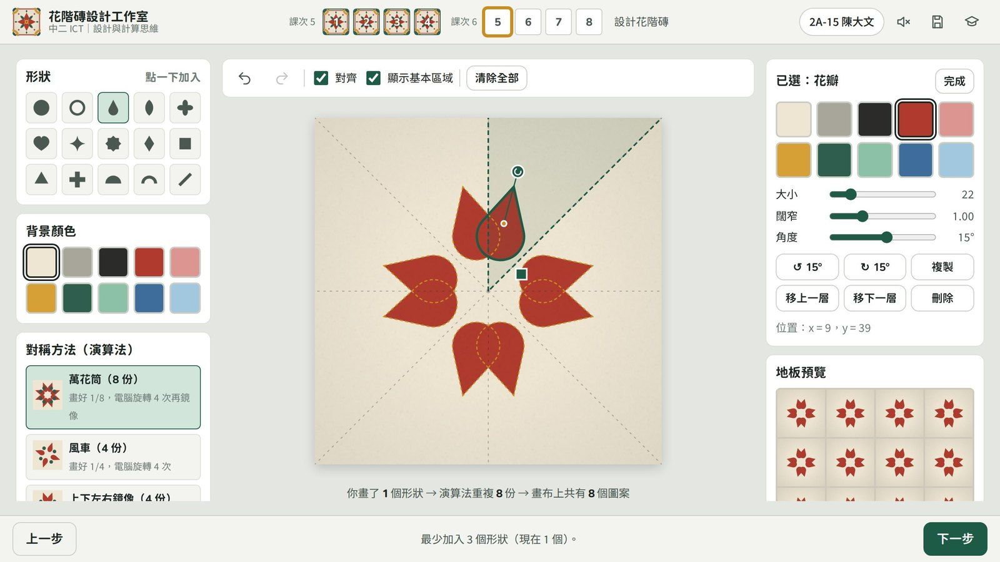 花階磚設計工作室
中二 ICT｜設計與計算思維
課次 5
1
2
3
4
課次 6
5
6
7
8
設計花階磚
2A-15 陳大文
形狀
點一下加入
背景顏色
對稱方法（演算法）
萬花筒（8 份）
畫好 1/8，電腦旋轉 4 次再鏡
像
風車（4 份）
畫好 1/4，電腦旋轉 4 次
上下左右鏡像（4 份）
對齊
顯示基本區域
清除全部
你畫了 1 個形狀 → 演算法重複 8 份 → 畫布上共有 8 個圖案
已選：花瓣
完成
大小
22
闊窄
1.00
角度
15°
↺ 15°
↻ 15°
複製
移上一層
移下一層
刪除
位置：x = 9，y = 39
地板預覽
上一步
最少加入 3 個形狀（現在 1 個）。
下一步